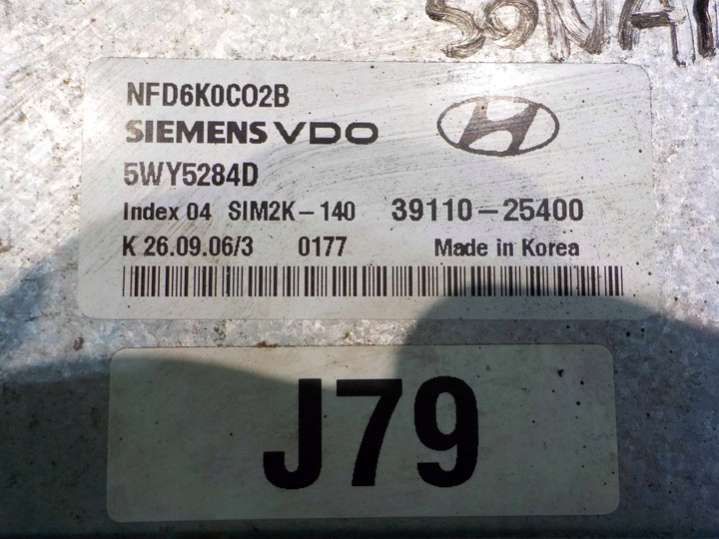 SONA
NFD6K0C02B
SIEMENS VDO
5WY5284D
Index 04 SIM2K-140 39110-25400
K 26.09.06/3 0177 Made in Korea
J79